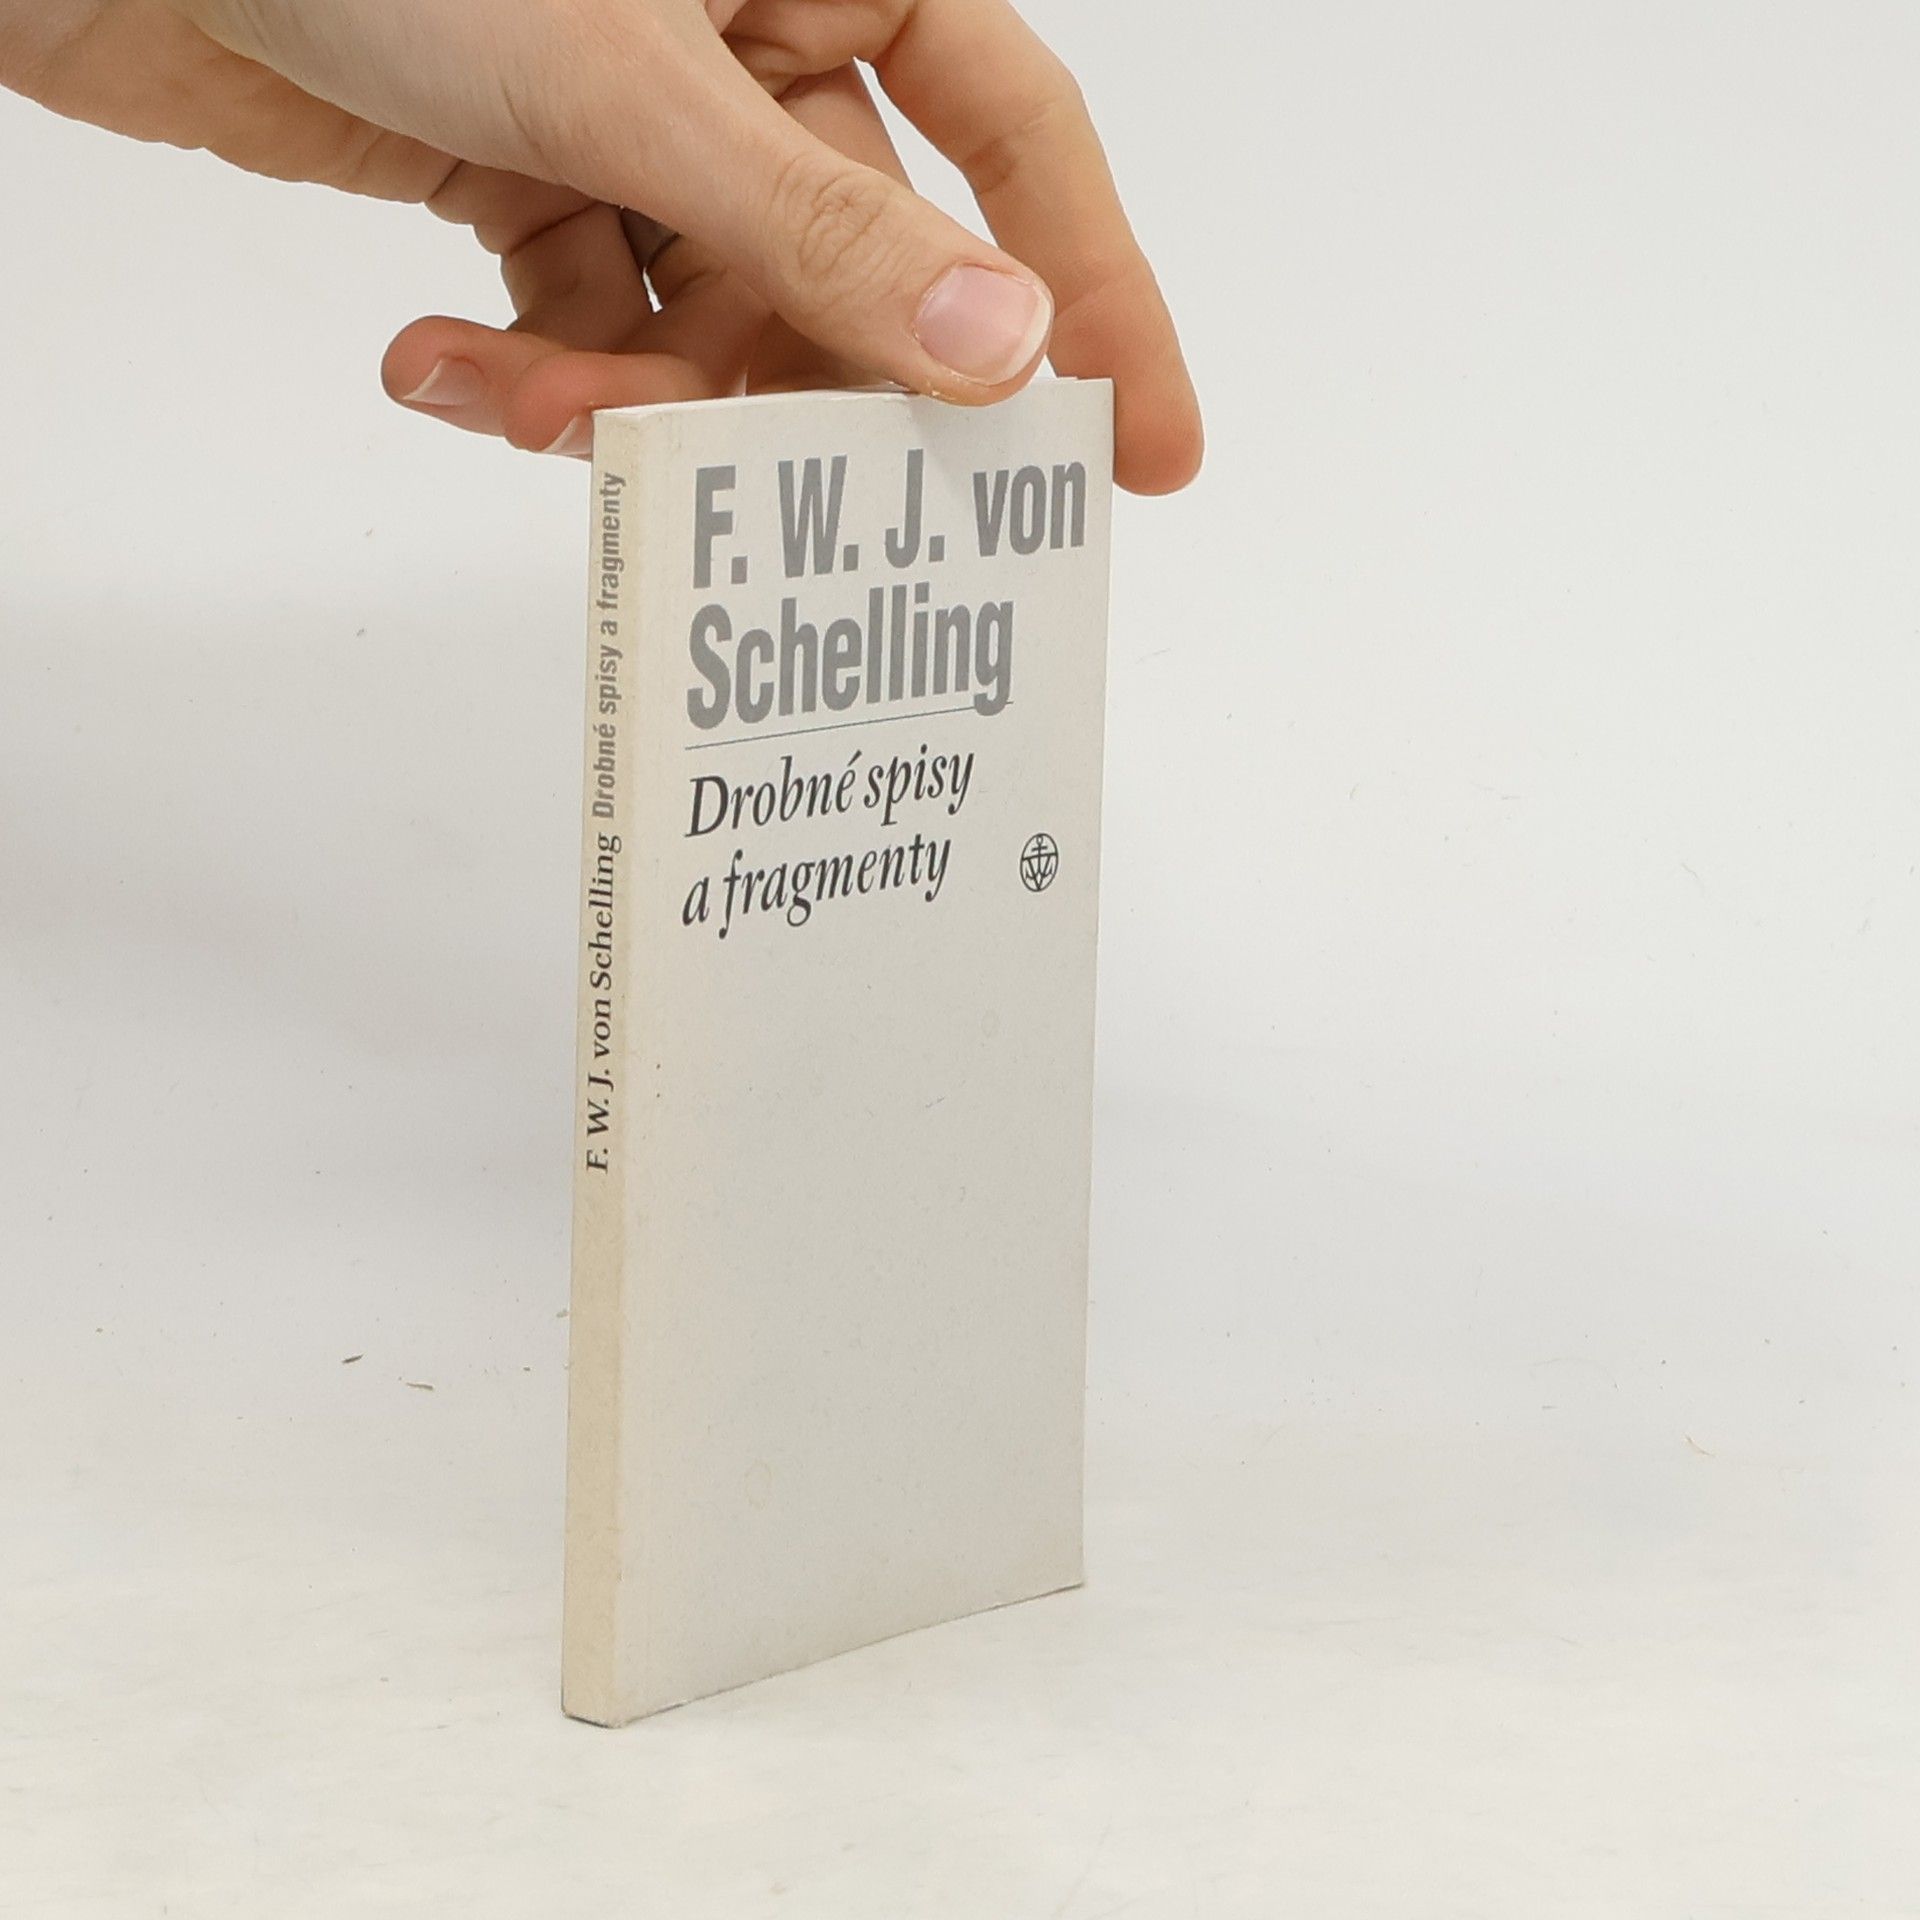 F. W. J. von
Schelling
Drobné spisy
a fragmenty
F. W. J. von Schelling Drobné spisy a fragmenty